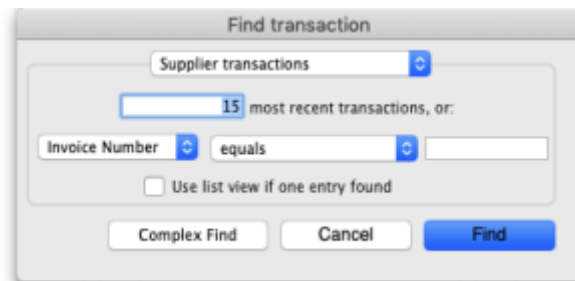 Find transaction
Supplier transactions
15 most recent transactions, or:
Invoice Number equals
Use list view if one entry found
Complex Find Cancel Find